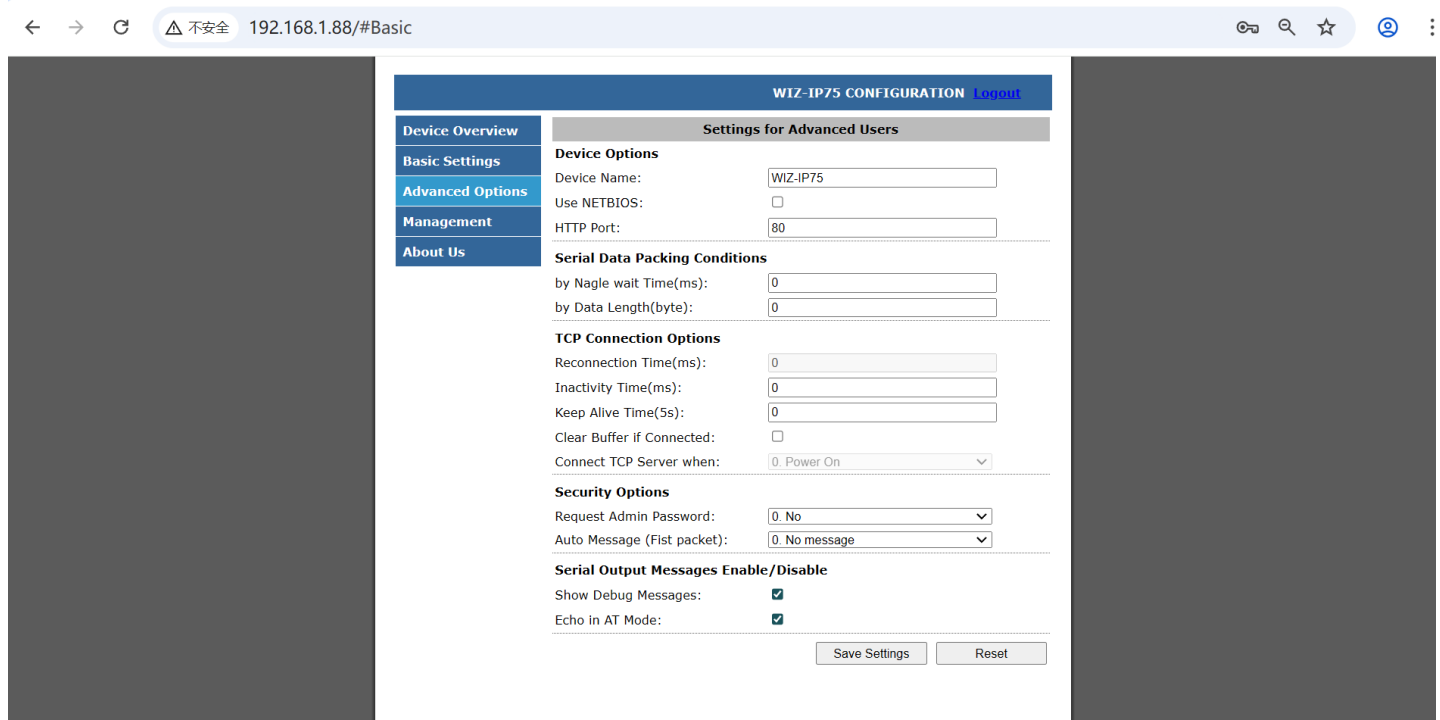 不安全 192.168.1.88/#Basic
WIZ-IP75 CONFIGURATION Logout
Device Overview
Basic Settings
Advanced Options
Management
About Us
Settings for Advanced Users
Device Options
Device Name: WIZ-IP75
Use NETBIOS:
HTTP Port: 80
Serial Data Packing Conditions
by Nagle wait Time(ms): 0
by Data Length(byte): 0
TCP Connection Options
Reconnection Time(ms): 0
Inactivity Time(ms): 0
Keep Alive Time(5s): 0
Clear Buffer if Connected:
Connect TCP Server when: 0. Power On
Security Options
Request Admin Password: 0. No
Auto Message (Fist packet): 0. No message
Serial Output Messages Enable/Disable
Show Debug Messages:
Echo in AT Mode:
Save Settings Reset